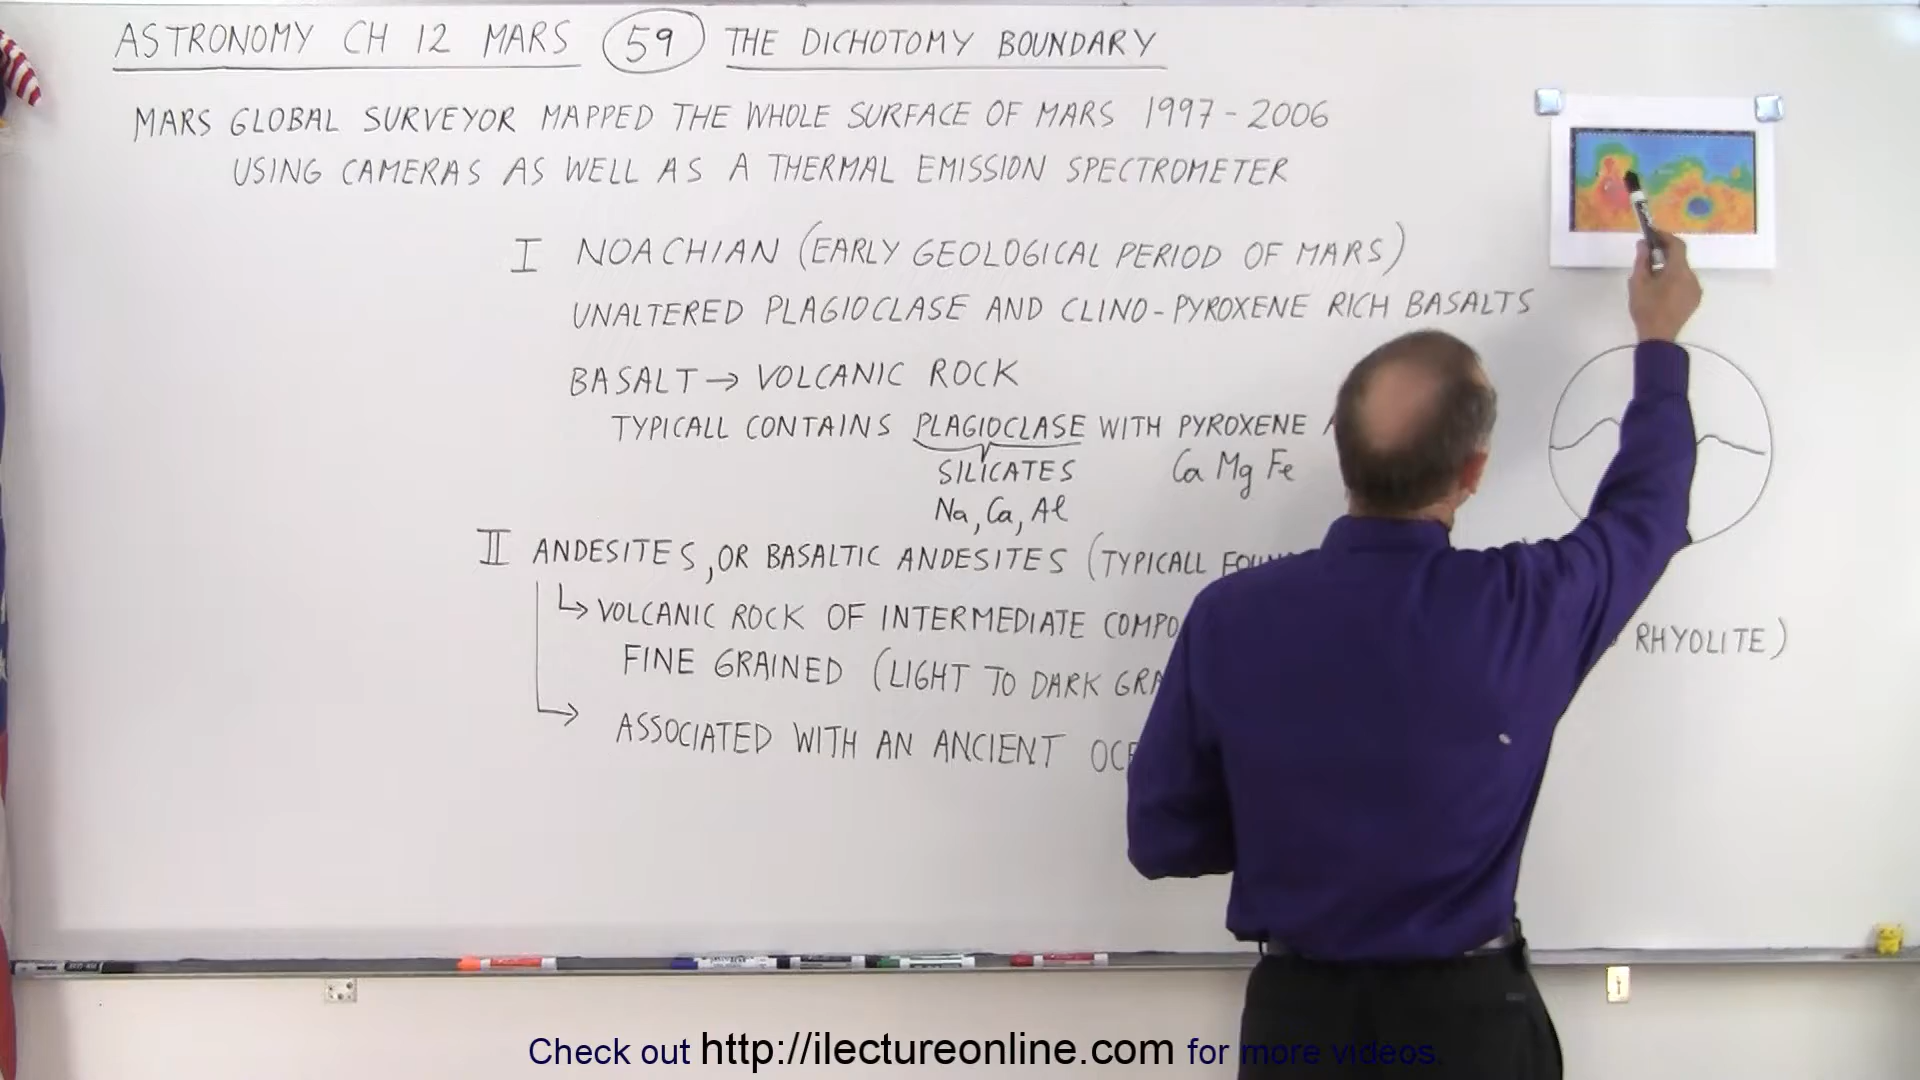 ASTRONOMY CH 12 MARS 59 THE DICHOTOMY BOUNDARY
MARS GLOBAL SURVEYOR MAPPED THE WHOLE SURFACE OF MARS 1997-2006
USING CAMERAS AS WELL AS A THERMAL EMISSION SPECTROMETER
I NOACHIAN (EARLY GEOLOGICAL PERIOD OF MARS)
UNALTERED PLAGIOCLASE AND CLINO-PYROXENE RICH BASALTS
BASALT → VOLCANIC ROCK
TYPICALL CONTAINS PLAGIOCLASE WITH PYROXENE
SILICATES Ca Mg Fe
Na, Ca, Al
II ANDESITES, OR BASALTIC ANDESITES (TYPICALL
VOLCANIC ROCK OF INTERMEDIATE RHYOLITE)
FINE GRAINED (LIGHT TO DARK
ASSOCIATED WITH AN ANCIENT
Check out http://ilectureonline.com for more videos.